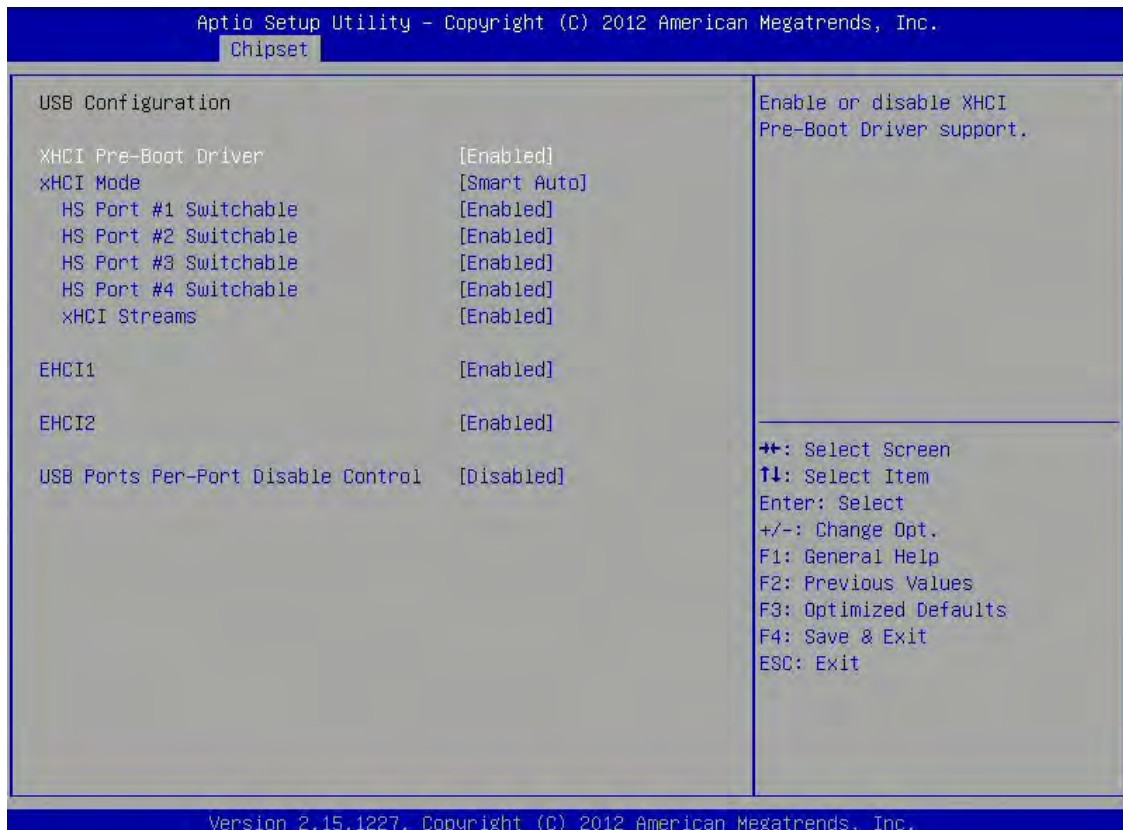 Aptio Setup Utility – Copyright (C) 2012 American Megatrends, Inc.
Chipset
USB Configuration
XHCI Pre-Boot Driver [Enabled]
xHCI Mode [Smart Auto]
HS Port #1 Switchable [Enabled]
HS Port #2 Switchable [Enabled]
HS Port #3 Switchable [Enabled]
HS Port #4 Switchable [Enabled]
xHCI Streams [Enabled]
EHCI1 [Enabled]
EHCI2 [Enabled]
USB Ports Per-Port Disable Control [Disabled]
Enable or disable XHCI
Pre-Boot Driver support.
→←: Select Screen
↑↓: Select Item
Enter: Select
+/-: Change Opt.
F1: General Help
F2: Previous Values
F3: Optimized Defaults
F4: Save & Exit
ESC: Exit
Version 2.15.1227. Copyright (C) 2012 American Megatrends, Inc.